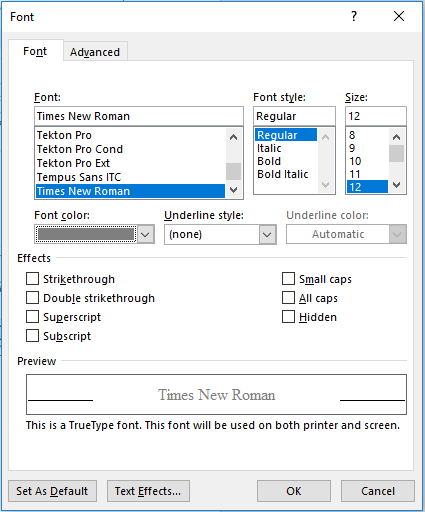 Font
?
Font Advanced
Font: Font style: Size:
Times New Roman Regular 12
Tekton Pro Regular 8
Tekton Pro Cond Italic 9
Tekton Pro Ext Bold 10
Tempus Sans ITC Bold Italic 11
Times New Roman 12
Font color: Underline style: Underline color:
(none) Automatic
Effects
Strikethrough Small caps
Double strikethrough All caps
Superscript Hidden
Subscript
Preview
Times New Roman
This is a TrueType font. This font will be used on both printer and screen.
Set As Default Text Effects... OK Cancel